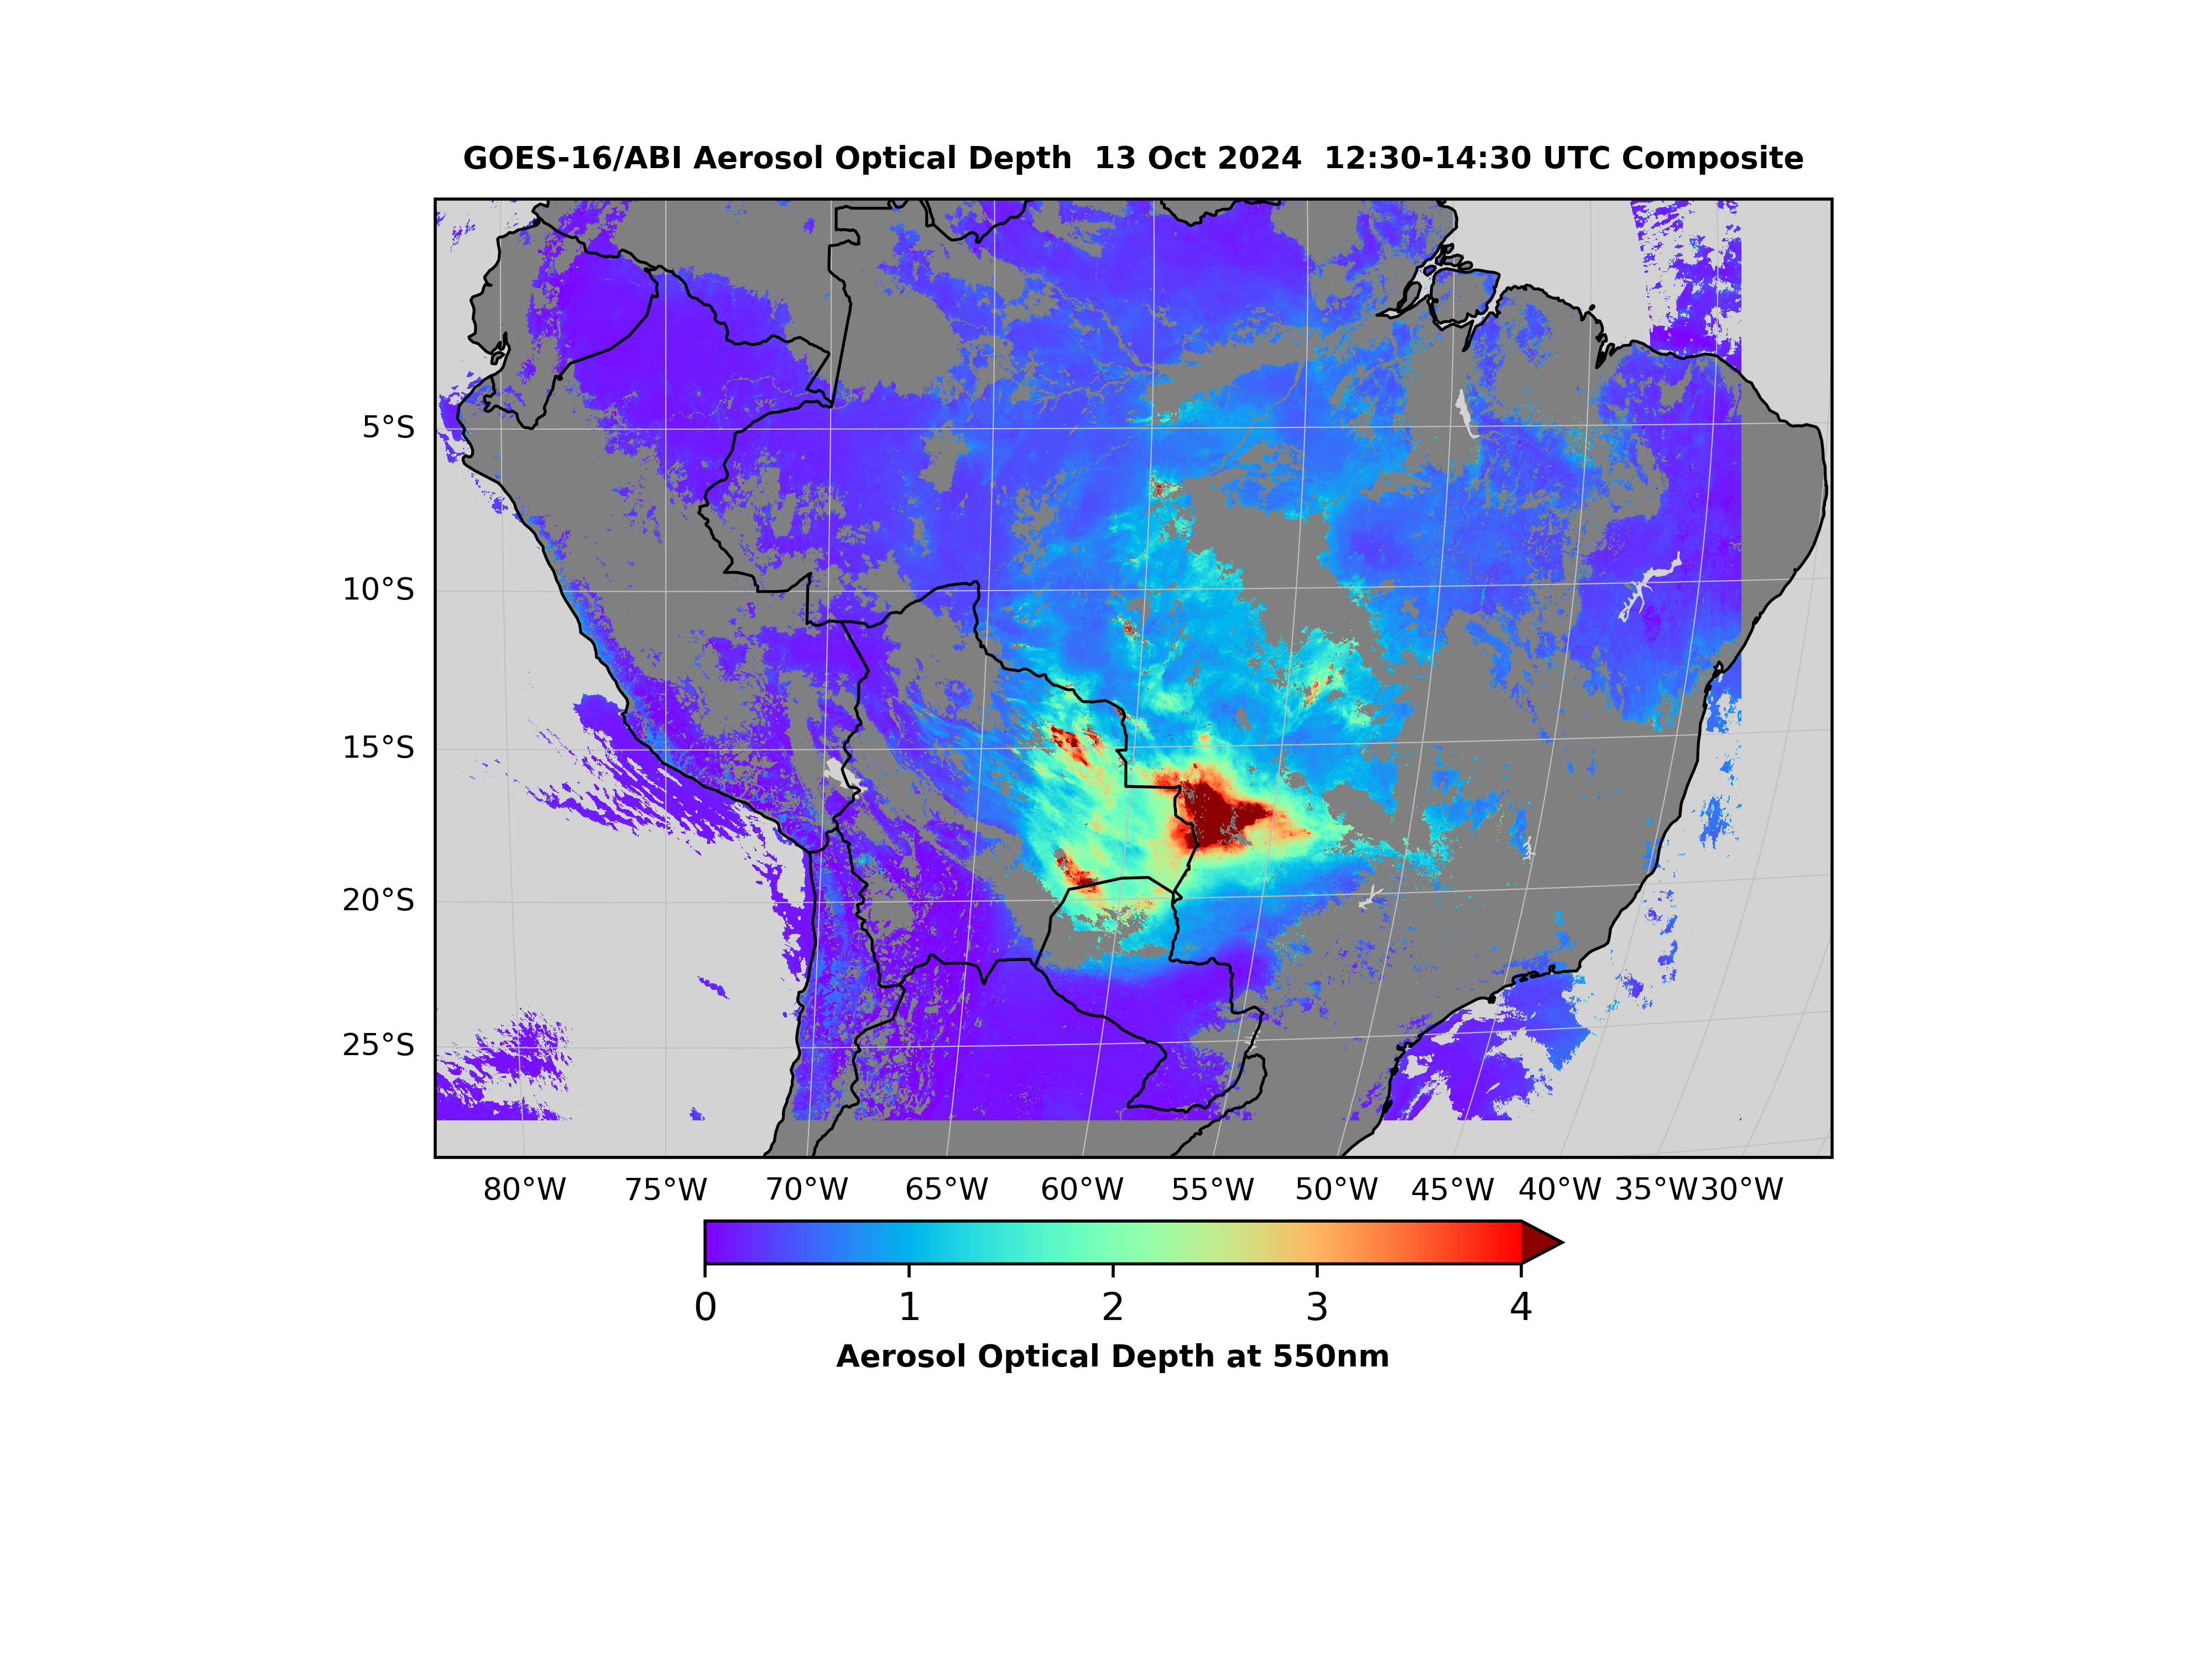 GOES-16/ABI Aerosol Optical Depth  13 Oct 2024  12:30-14:30 UTC Composite
5°S
10°S
15°S
20°S
25°S
80°W 75°W 70°W 65°W 60°W 55°W 50°W 45°W 40°W 35°W 30°W
0 1 2 3 4
Aerosol Optical Depth at 550nm